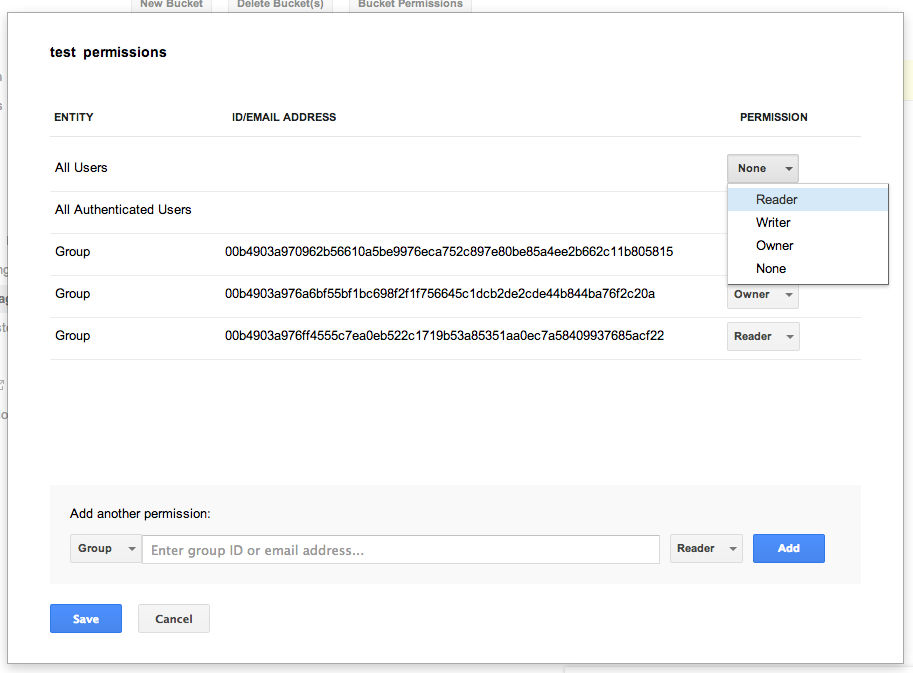 New Bucket Delete Bucket(s) Bucket Permissions
test permissions
ENTITY ID/EMAIL ADDRESS PERMISSION
All Users None
Reader
All Authenticated Users
Writer
Owner
Group 00b4903a970962b56610a5be9976eca752c897e80be85a4ee2b662c11b805815
None
Group 00b4903a976a6bf55bf1bc698f2f1f756645c1dcb2de2cde44b844ba76f2c20a Owner
Group 00b4903a976ff4555c7ea0eb522c1719b53a85351aa0ec7a58409937685acf22 Reader
Add another permission:
Group Enter group ID or email address... Reader Add
Save Cancel